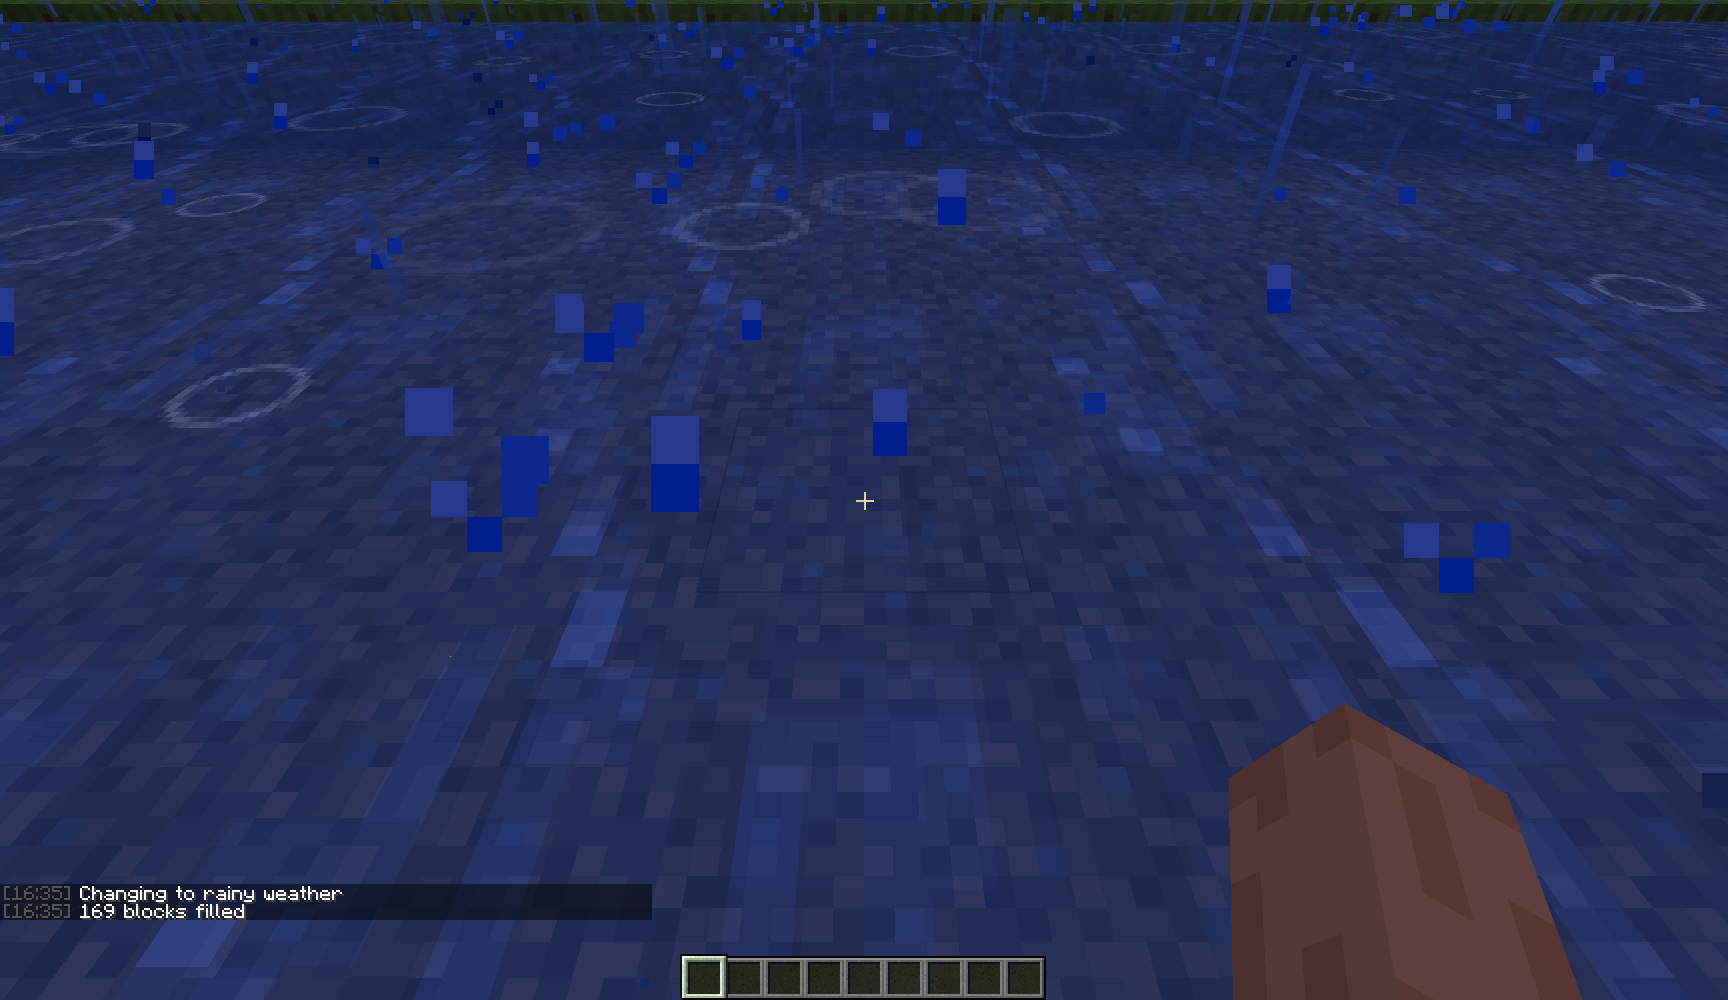 [16:35] Changing to rainy weather
[16:35] 169 blocks filled